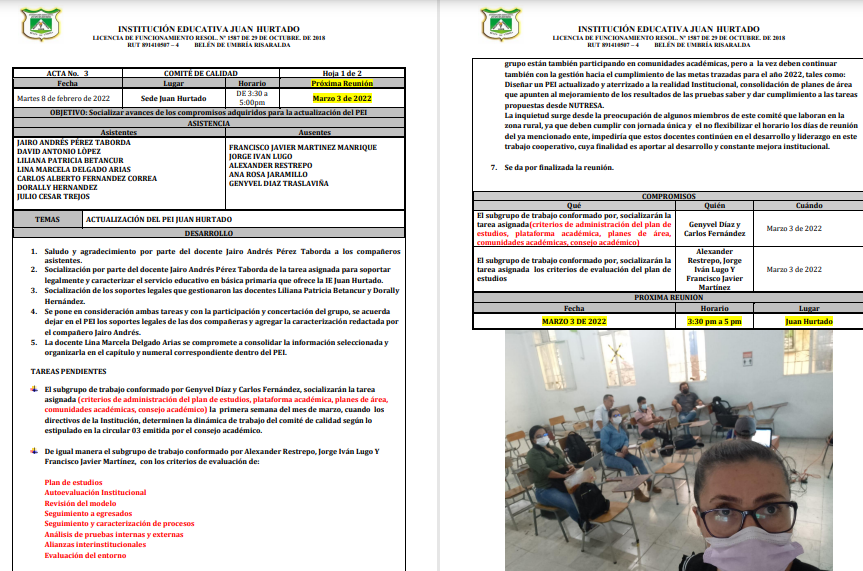 INSTITUCIÓN EDUCATIVA JUAN HURTADO
LICENCIA DE FUNCIONAMIENTO RESOL. N° 1587 DE 29 DE OCTUBRE. DE 2018
RUT 891410507 – 4 BELÉN DE UMBRÍA RISARALDA
ACTA No. 3 COMITÉ DE CALIDAD Hoja 1 de 2
Fecha Lugar Horario Próxima Reunión
Martes 8 de febrero de 2022 Sede Juan Hurtado DE 3:30 a 5:00pm Marzo 3 de 2022
OBJETIVO: Socializar avances de los compromisos adquiridos para la actualización del PEI
ASISTENCIA
Asistentes Ausentes
JAIRO ANDRÉS PÉREZ TABORDA
DAVID ANTONIO LÓPEZ
LILIANA PATRICIA BETANCUR
LINA MARCELA DELGADO ARIAS
CARLOS ALBERTO FERNANDEZ CORREA
DORALLY HERNANDEZ
JULIO CESAR TREJOS
FRANCISCO JAVIER MARTINEZ MANRIQUE
JORGE IVAN LUGO
ALEXANDER RESTREPO
ANA ROSA JARAMILLO
GENYVEL DIAZ TRASLAVIÑA
TEMAS ACTUALIZACIÓN DEL PEI JUAN HURTADO
DESARROLLO
1. Saludo y agradecimiento por parte del docente Jairo Andrés Pérez Taborda a los compañeros
asistentes.
2. Socialización por parte del docente Jairo Andrés Pérez Taborda de la tarea asignada para soportar
legalmente y caracterizar el servicio educativo en básica primaria que ofrece la IE Juan Hurtado.
3. Socialización de los soportes legales que gestionaron las docentes Liliana Patricia Betancur y Dorally
Hernández.
4. Se pone en consideración ambas tareas y con la participación y concertación del grupo, se acuerda
dejar en el PEI los soportes legales de las dos compañeras y agregar la caracterización redactada por
el compañero Jairo Andrés.
5. La docente Lina Marcela Delgado Arias se compromete a consolidar la información seleccionada y
organizarla en el capítulo y numeral correspondiente dentro del PEI.
TAREAS PENDIENTES
El subgrupo de trabajo conformado por Genyvel Díaz y Carlos Fernández, socializarán la tarea
asignada (criterios de administración del plan de estudios, plataforma académica, planes de área,
comunidades académicas, consejo académico) la primera semana del mes de marzo, cuando los
directivos de la Institución, determinen la dinámica de trabajo del comité de calidad según lo
estipulado en la circular 03 emitida por el consejo académico.
De igual manera el subgrupo de trabajo conformado por Alexander Restrepo, Jorge Iván Lugo Y
Francisco Javier Martínez, con los criterios de evaluación de:
Plan de estudios
Autoevaluación Institucional
Revisión del modelo
Seguimiento a egresados
Seguimiento y caracterización de procesos
Análisis de pruebas internas y externas
Alianzas interinstitucionales
Evaluación del entorno
INSTITUCIÓN EDUCATIVA JUAN HURTADO
LICENCIA DE FUNCIONAMIENTO RESOL. N° 1587 DE 29 DE OCTUBRE. DE 2018
RUT 891410507 – 4 BELÉN DE UMBRÍA RISARALDA
grupo están también participando en comunidades académicas, pero a la vez deben continuar
también con la gestión hacia el cumplimiento de las metas trazadas para el año 2022, tales como:
Diseñar un PEI actualizado y aterrizado a la realidad Institucional, consolidación de planes de área
que apunten al mejoramiento de los resultados de las pruebas saber y dar cumplimiento a las tareas
propuestas desde NUTRESA.
La inquietud surge desde la preocupación de algunos miembros de este comité que laboran en la
zona rural, ya que deben cumplir con jornada única y el no flexibilizar el horario los días de reunión
del ya mencionado ente, impediría que estos docentes continúen en el desarrollo y liderazgo en este
trabajo cooperativo, cuya finalidad es aportar al desarrollo y constante mejora institucional.
7. Se da por finalizada la reunión.
COMPROMISOS
Qué Quién Cuándo
El subgrupo de trabajo conformado por, socializarán la
tarea asignada(criterios de administración del plan de
estudios, plataforma académica, planes de área,
comunidades académicas, consejo académico)
Genyvel Díaz y
Carlos Fernández
Marzo 3 de 2022
El subgrupo de trabajo conformado por, socializarán la
tarea asignada los criterios de evaluación del plan de
estudios
Alexander
Restrepo, Jorge
Iván Lugo Y
Francisco Javier
Martínez
Marzo 3 de 2022
PRÓXIMA REUNIÓN
Fecha Horario Lugar
MARZO 3 DE 2022 3:30 pm a 5 pm Juan Hurtado